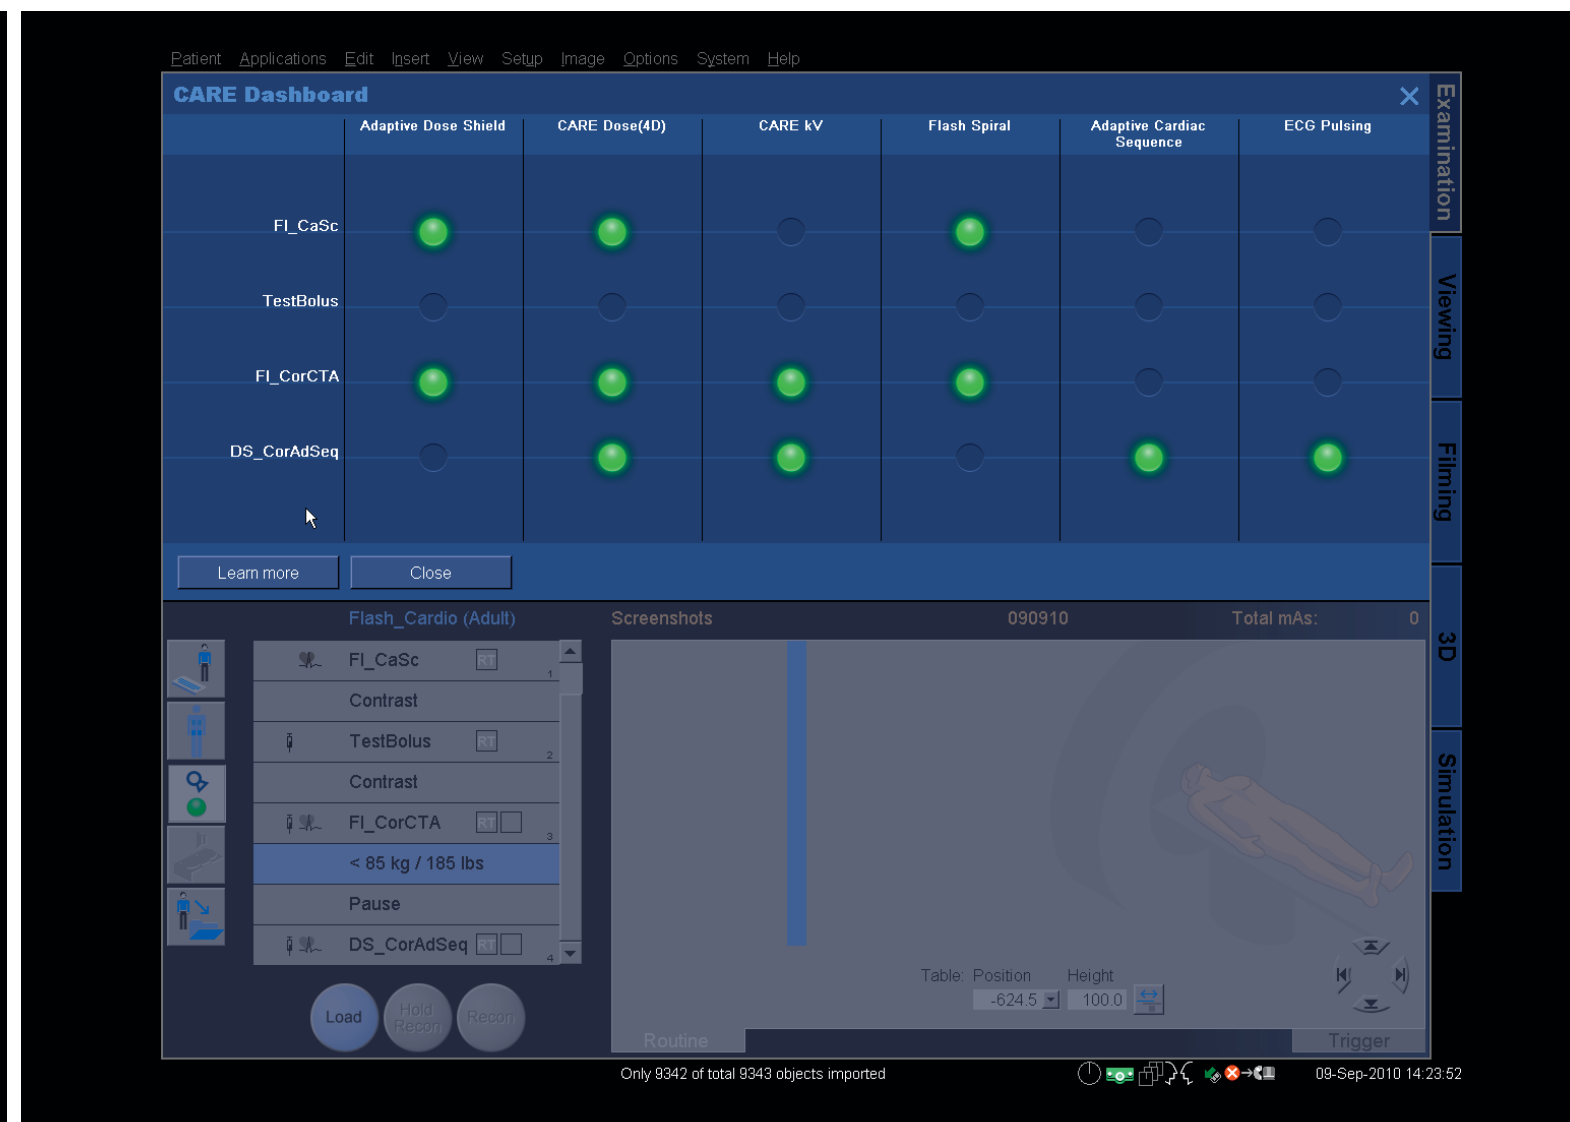 Patient Applications Edit Insert View Setup Image Options System Help
CARE Dashboard
Adaptive Dose Shield CARE Dose(4D) CARE kV Flash Spiral Adaptive Cardiac Sequence ECG Pulsing
FI_CaSc
TestBolus
FI_CorCTA
DS_CorAdSeq
Learn more Close
Examination
Viewing
Filming
3D
Simulation
Flash_Cardio (Adult) Screenshots 090910 Total mAs: 0
FI_CaSc RT 1
Contrast
TestBolus RT 2
Contrast
FI_CorCTA RT 3
< 85 kg / 185 lbs
Pause
DS_CorAdSeq RT 4
Table: Position Height
-624.5 100.0
Load Hold Recon Recon
Routine Trigger
Only 9342 of total 9343 objects imported 09-Sep-2010 14:23:52